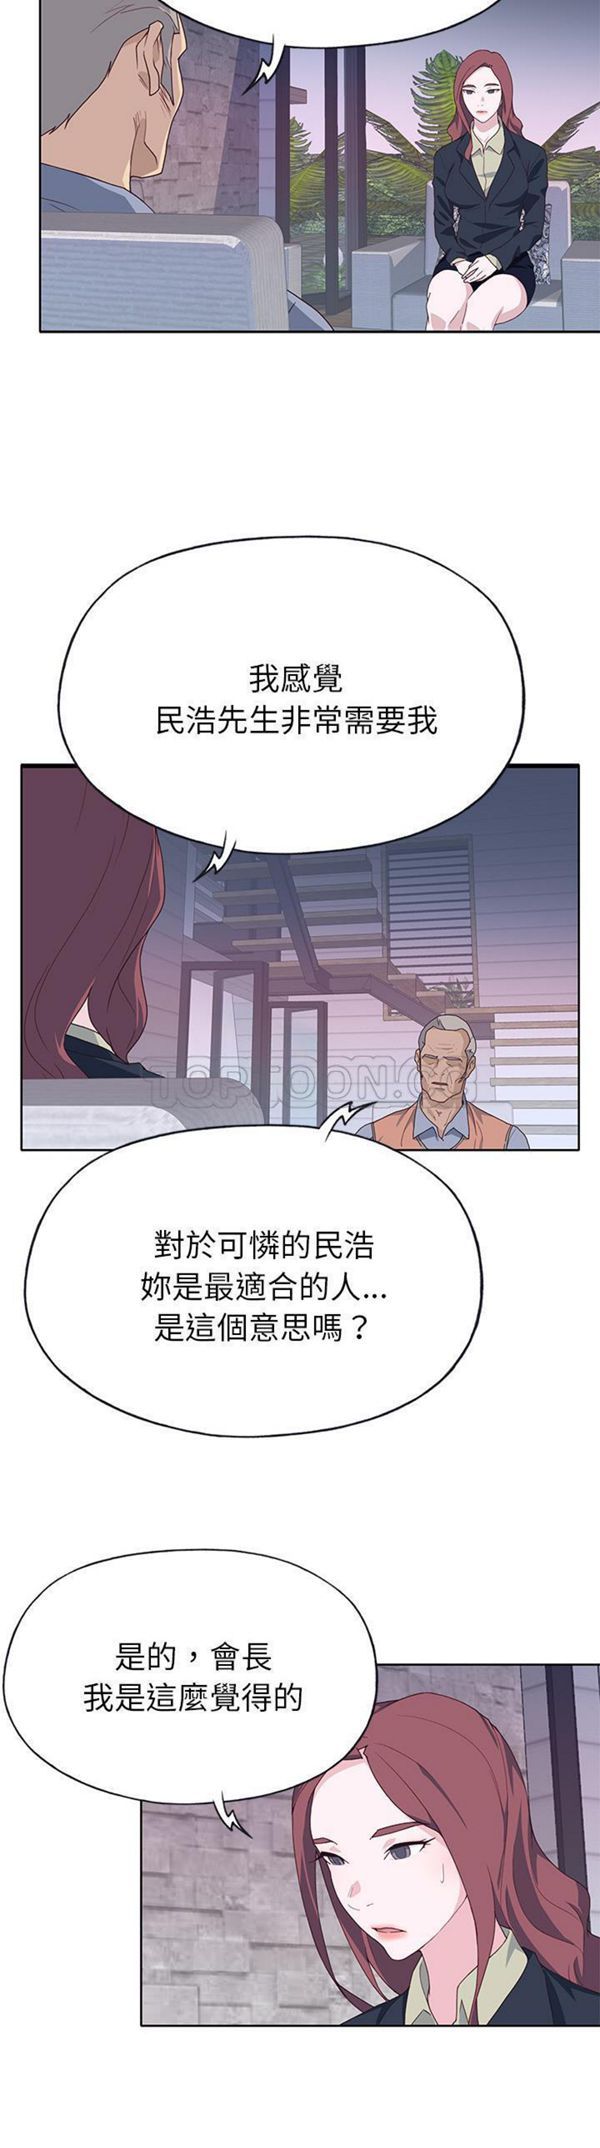 我感覺
民浩先生非常需要我
TOPTOON.C
對於可憐的民浩
妳是最適合的人...
是這個意思嗎？
是的，會長
我是這麼覺得的